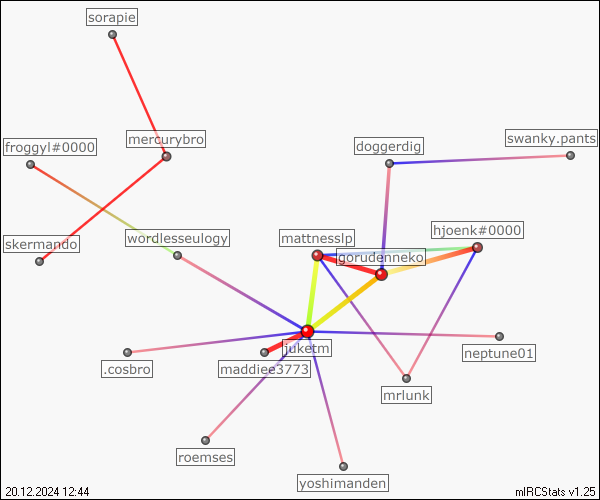 sorapie
mercurybro
froggyl#0000
swanky.pants
doggerdig
hjoenk#0000
skermando
wordlesseulogy
mattnesslp
gorudenneko
juketm
neptune01
.cosbro
maddiee3773
mrlunk
roemses
yoshimanden
20.12.2024 12:44
mIRCStats v1.25